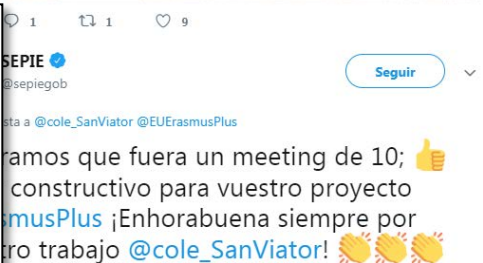 1 1 9
SEPIE
@sepiegob
Seguir
sta a @cole_SanViator @EUErasmusPlus
ramos que fuera un meeting de 10; 👍
constructivo para vuestro proyecto
smusPlus ¡Enhorabuena siempre por
tro trabajo @cole_SanViator! 👏👏👏